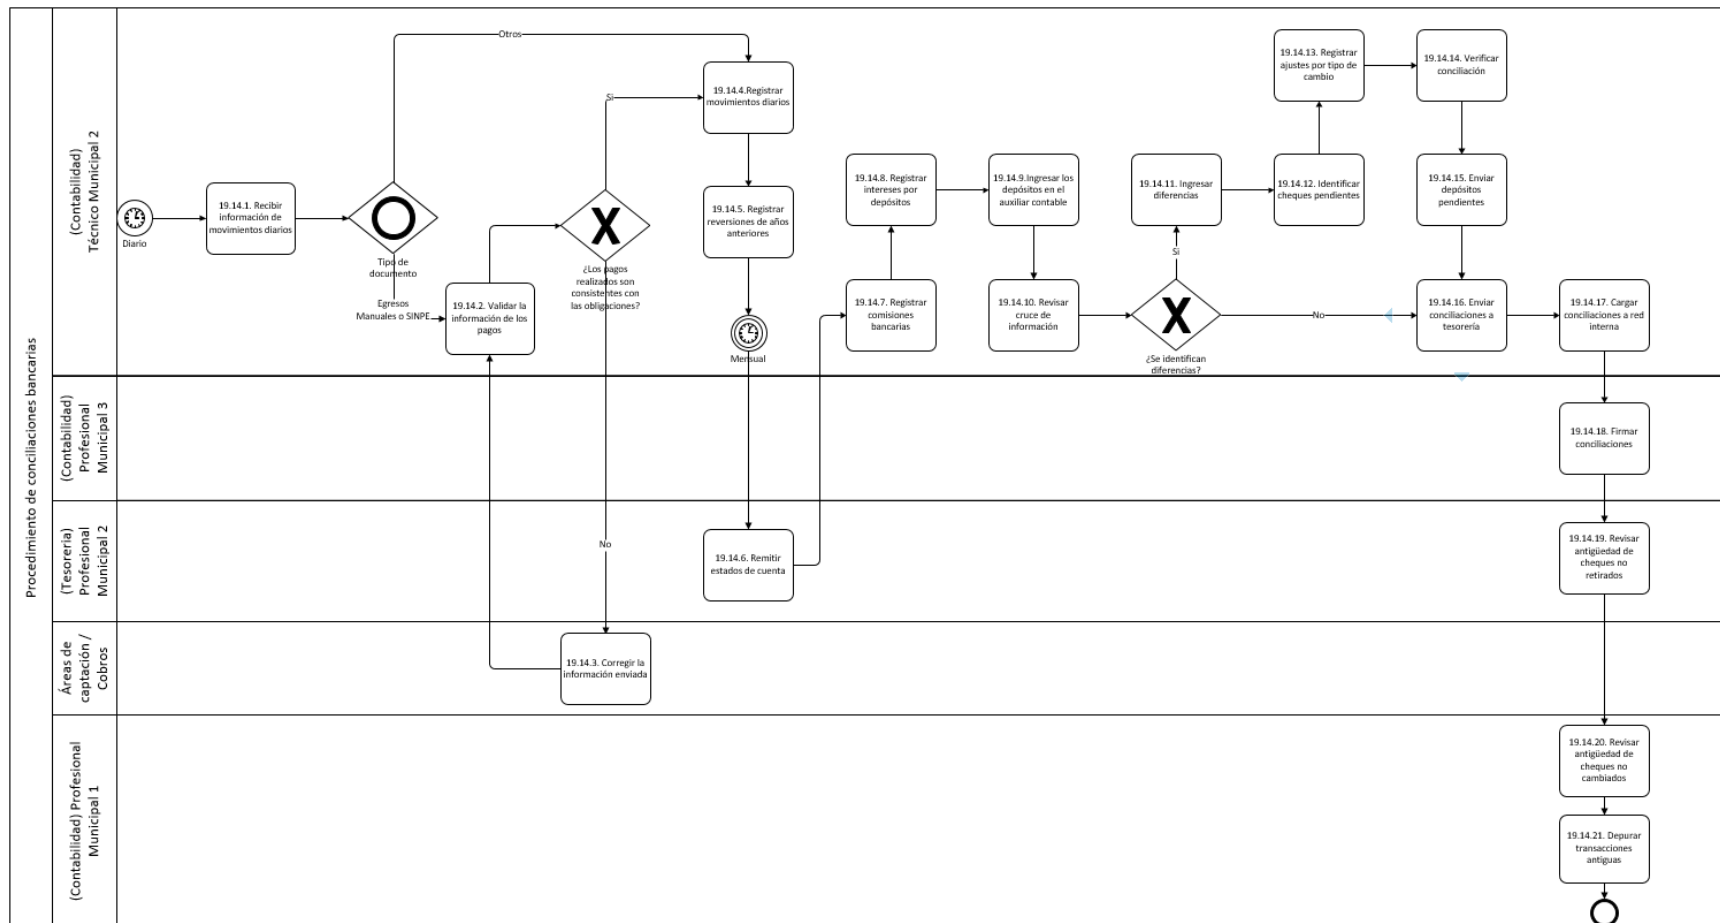 Procedimiento de conciliaciones bancarias
(Contabilidad)
Técnico Municipal 2
Diario
19.14.1. Recibir
información de
movimientos diarios
Tipo de
documento
Otros
Egresos
Manuales o SINPE
19.14.2. Validar la
información de los
pagos
¿Los pagos
realizados son
consistentes con
las obligaciones?
Si
No
19.14.4.Registrar
movimientos diarios
19.14.5. Registrar
reversiones de años
anteriores
Mensual
19.14.8. Registrar
intereses por
depósitos
19.14.7. Registrar
comisiones
bancarias
19.14.9.Ingresar los
depósitos en el
auxiliar contable
19.14.10. Revisar
cruce de
información
19.14.11. Ingresar
diferencias
Si
¿Se identifican
diferencias?
No
19.14.13. Registrar
ajustes por tipo de
cambio
19.14.12. Identificar
cheques pendientes
19.14.14. Verificar
conciliación
19.14.15. Enviar
depósitos
pendientes
19.14.16. Enviar
conciliaciones a
tesorería
19.14.17. Cargar
conciliaciones a red
interna
(Contabilidad)
Profesional
Municipal 3
19.14.18. Firmar
conciliaciones
(Tesoreria)
Profesional
Municipal 2
19.14.6. Remitir
estados de cuenta
19.14.19. Revisar
antigüedad de
cheques no
retirados
Áreas de
captación /
Cobros
19.14.3. Corregir la
información enviada
(Contabilidad) Profesional
Municipal 1
19.14.20. Revisar
antigüedad de
cheques no
cambiados
19.14.21. Depurar
transacciones
antiguas